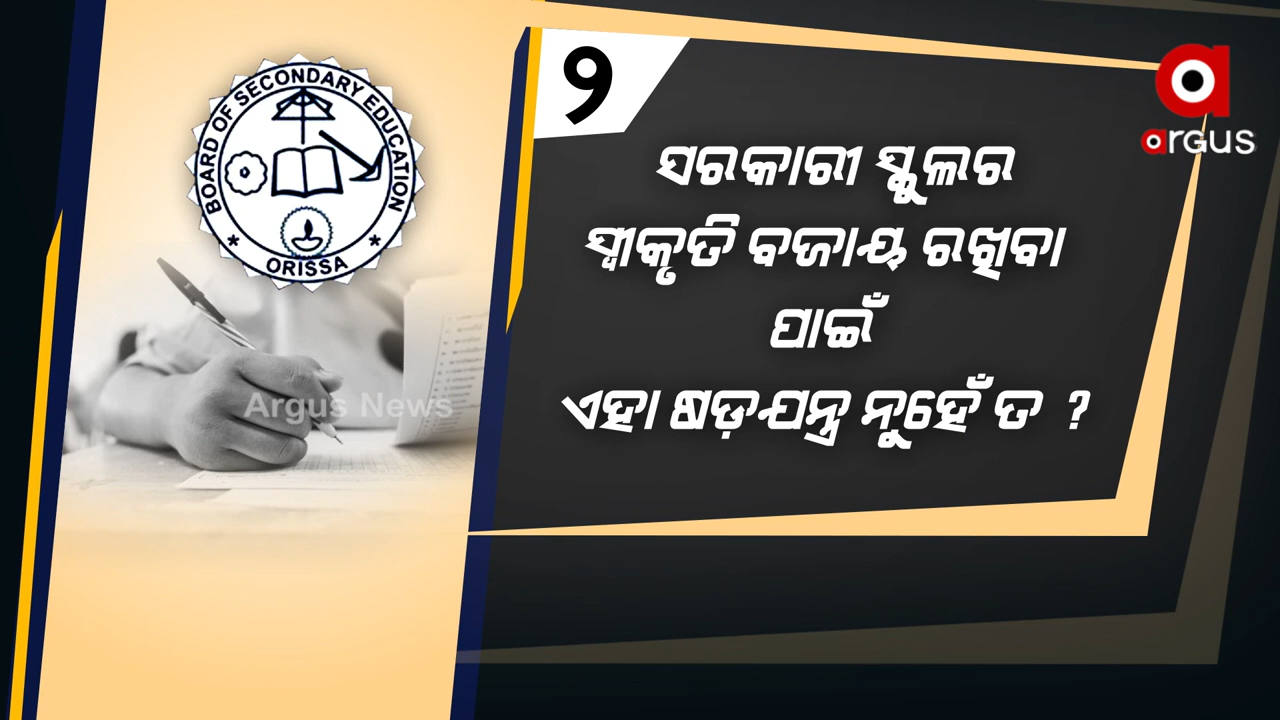 BOARD OF SECONDARY EDUCATION
ORISSA
Argus News
୨
argus
ସରକାରୀ ସ୍କୁଲର
ସ୍ୱୀକୃତି ବଜାୟ ରଖିବା
ପାଇଁ
ଏହା ଷଡ଼ଯନ୍ତ୍ର ନୁହେଁ ତ ?